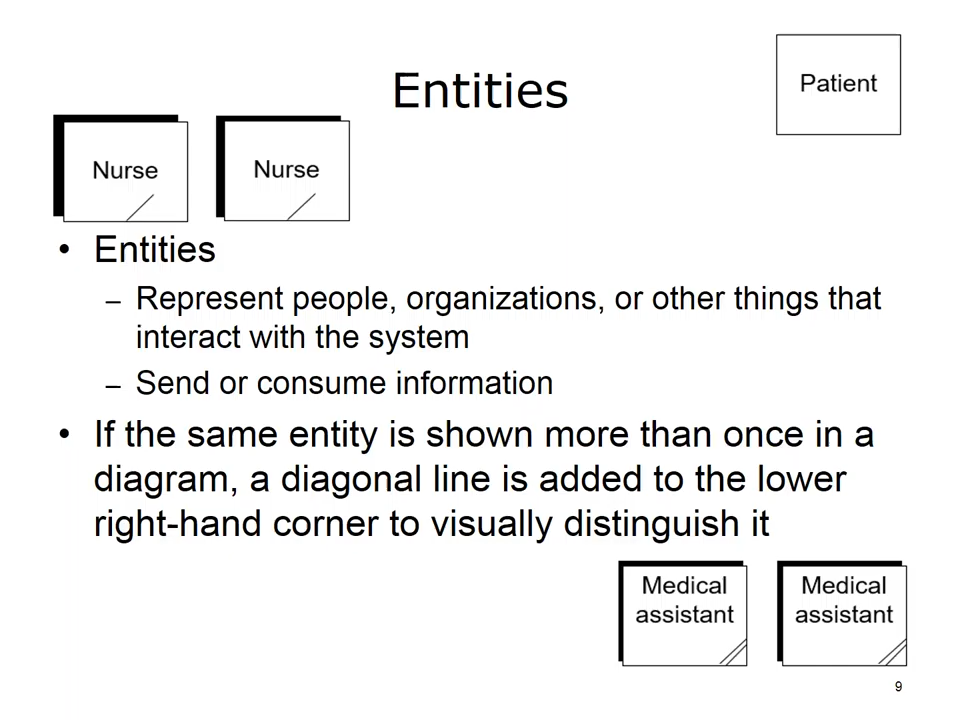 Entities
Patient
Nurse
Nurse
• Entities
– Represent people, organizations, or other things that
interact with the system
– Send or consume information
• If the same entity is shown more than once in a
diagram, a diagonal line is added to the lower
right-hand corner to visually distinguish it
Medical
assistant
Medical
assistant
9